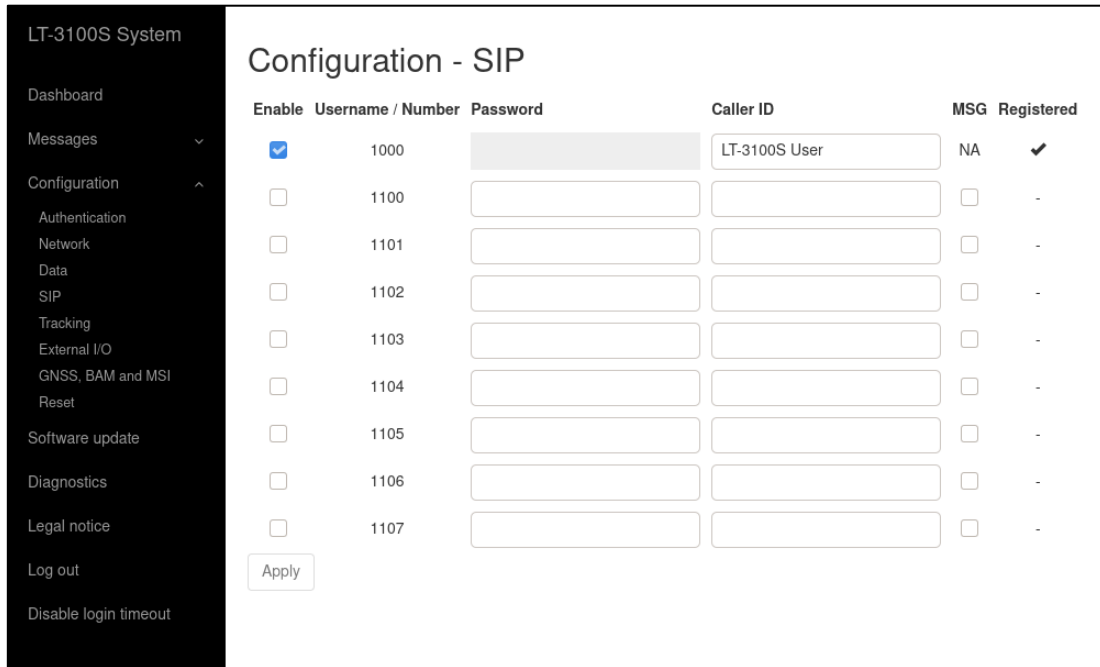 LT-3100S System
Dashboard
Messages
Configuration
Authentication
Network
Data
SIP
Tracking
External I/O
GNSS, BAM and MSI
Reset
Software update
Diagnostics
Legal notice
Log out
Disable login timeout
Configuration - SIP
Enable Username / Number Password Caller ID MSG Registered
1000 LT-3100S User NA
1100 -
1101 -
1102 -
1103 -
1104 -
1105 -
1106 -
1107 -
Apply